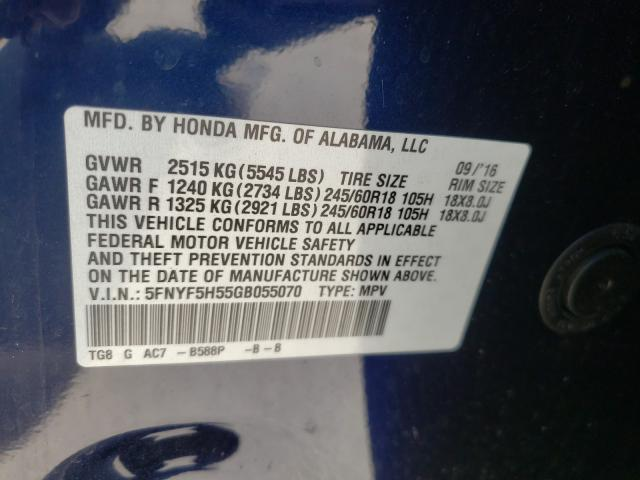 MFD. BY HONDA MFG. OF ALABAMA, LLC
GVWR 2515 KG (5545 LBS) TIRE SIZE 09/'16 RIM SIZE
GAWR F 1240 KG (2734 LBS) 245/60R18 105H 18X8.0J
GAWR R 1325 KG (2921 LBS) 245/60R18 105H 18X8.0J
THIS VEHICLE CONFORMS TO ALL APPLICABLE
FEDERAL MOTOR VEHICLE SAFETY
AND THEFT PREVENTION STANDARDS IN EFFECT
ON THE DATE OF MANUFACTURE SHOWN ABOVE.
V.I.N.: 5FNYF5H55GB055070 TYPE: MPV
TG8 G AC7 -B588P -B-B